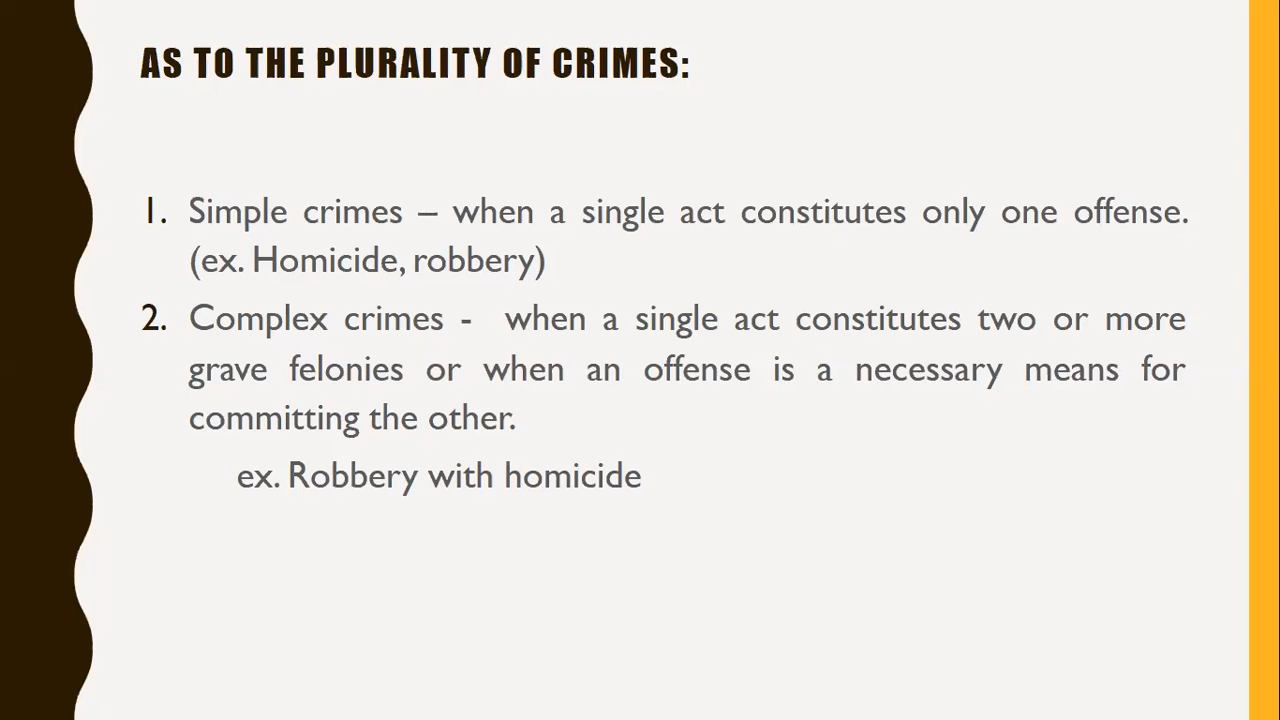 AS TO THE PLURALITY OF CRIMES:
1. Simple crimes – when a single act constitutes only one offense.
(ex. Homicide, robbery)
2. Complex crimes - when a single act constitutes two or more
grave felonies or when an offense is a necessary means for
committing the other.
ex. Robbery with homicide